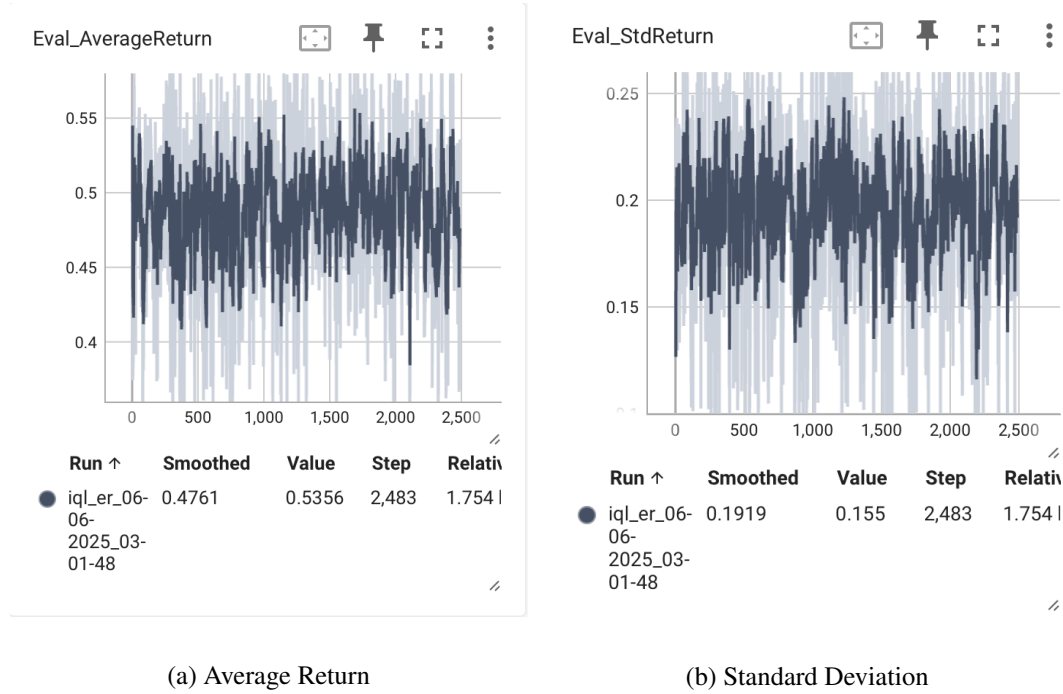 Eval_AverageReturn
0.55
0.5
0.45
0.4
0 500 1,000 1,500 2,000 2,500
Run ↑ Smoothed Value Step Relativ
iql_er_06- 0.4761 0.5356 2,483 1.754 l
06-
2025_03-
01-48
(a) Average Return
Eval_StdReturn
0.25
0.2
0.15
0.1
0 500 1,000 1,500 2,000 2,500
Run ↑ Smoothed Value Step Relativ
iql_er_06- 0.1919 0.155 2,483 1.754 l
06-
2025_03-
01-48
(b) Standard Deviation